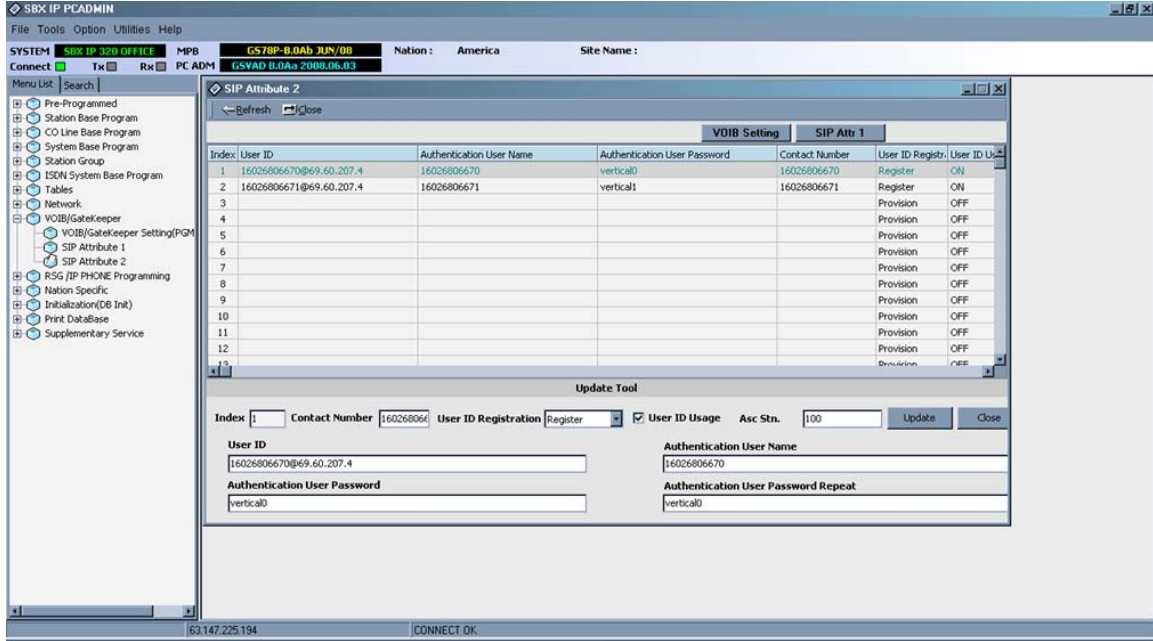 SBX IP PCADMIN
File Tools Option Utilities Help
SYSTEM SBX IP 320 OFFICE MPB GS78P-B.0Ab JUN/08 Nation : America Site Name :
Connect Tx Rx PC ADM GSVAD B.0Aa 2008.06.03
Menu List Search
Pre-Programmed
Station Base Program
CO Line Base Program
System Base Program
Station Group
ISDN System Base Program
Tables
Network
VOIB/GateKeeper
VOIB/GateKeeper Setting(PGM
SIP Attribute 1
SIP Attribute 2
RSG /IP PHONE Programming
Nation Specific
Initialization(DB Init)
Print DataBase
Supplementary Service
SIP Attribute 2
Refresh Close
VOIB Setting SIP Attr 1
Index User ID Authentication User Name Authentication User Password Contact Number User ID Registr. User ID Us
1 16026806670@69.60.207.4 16026806670 vertical0 16026806670 Register ON
2 16026806671@69.60.207.4 16026806671 vertical1 16026806671 Register ON
3 Provision OFF
4 Provision OFF
5 Provision OFF
6 Provision OFF
7 Provision OFF
8 Provision OFF
9 Provision OFF
10 Provision OFF
11 Provision OFF
12 Provision OFF
13 Provision OFF
Update Tool
Index 1 Contact Number 160268066 User ID Registration Register User ID Usage Asc Stn. 100 Update Close
User ID Authentication User Name
16026806670@69.60.207.4 16026806670
Authentication User Password Authentication User Password Repeat
vertical0 vertical0
63.147.225.194 CONNECT OK